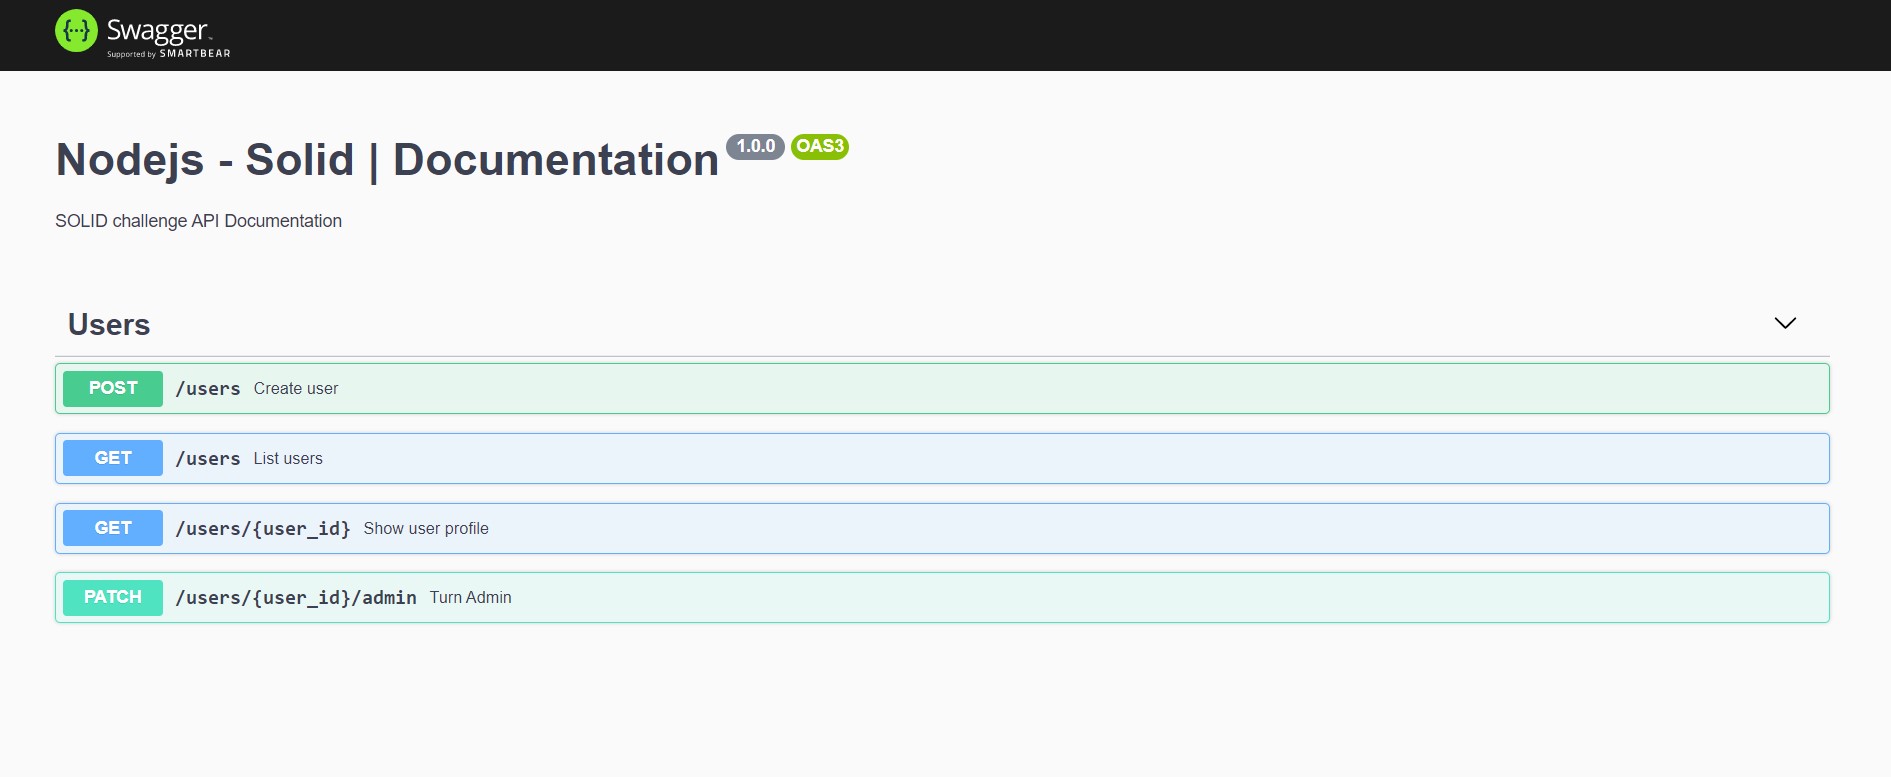 {···} Swagger
Supported by SMARTBEAR
Nodejs - Solid | Documentation 1.0.0 OAS3
SOLID challenge API Documentation
Users
POST /users Create user
GET /users List users
GET /users/{user_id} Show user profile
PATCH /users/{user_id}/admin Turn Admin